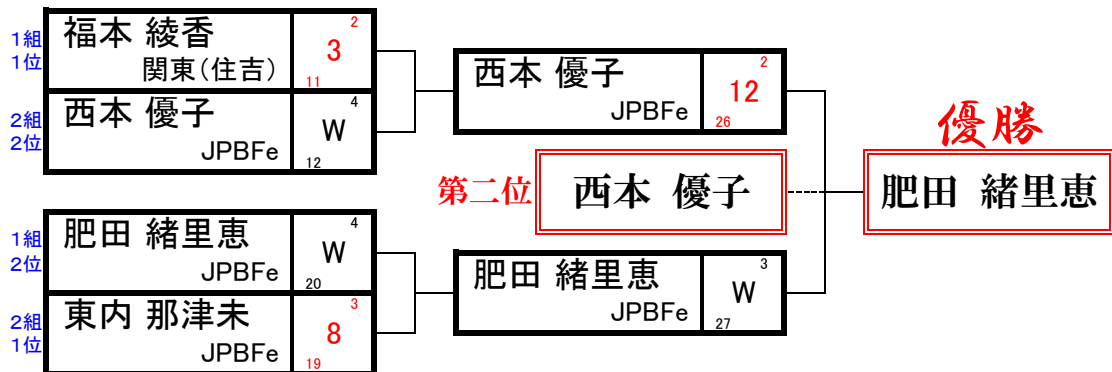 1組
1位
福本 綾香
関東(住吉)
2
3
11
2組
2位
西本 優子
JPBFe
4
W
12
1組
2位
肥田 緒里恵
JPBFe
4
W
20
2組
1位
東内 那津未
JPBFe
3
8
19
西本 優子
JPBFe
2
12
26
第二位
西本 優子
肥田 緒里恵
JPBFe
3
W
27
優勝
肥田 緒里恵